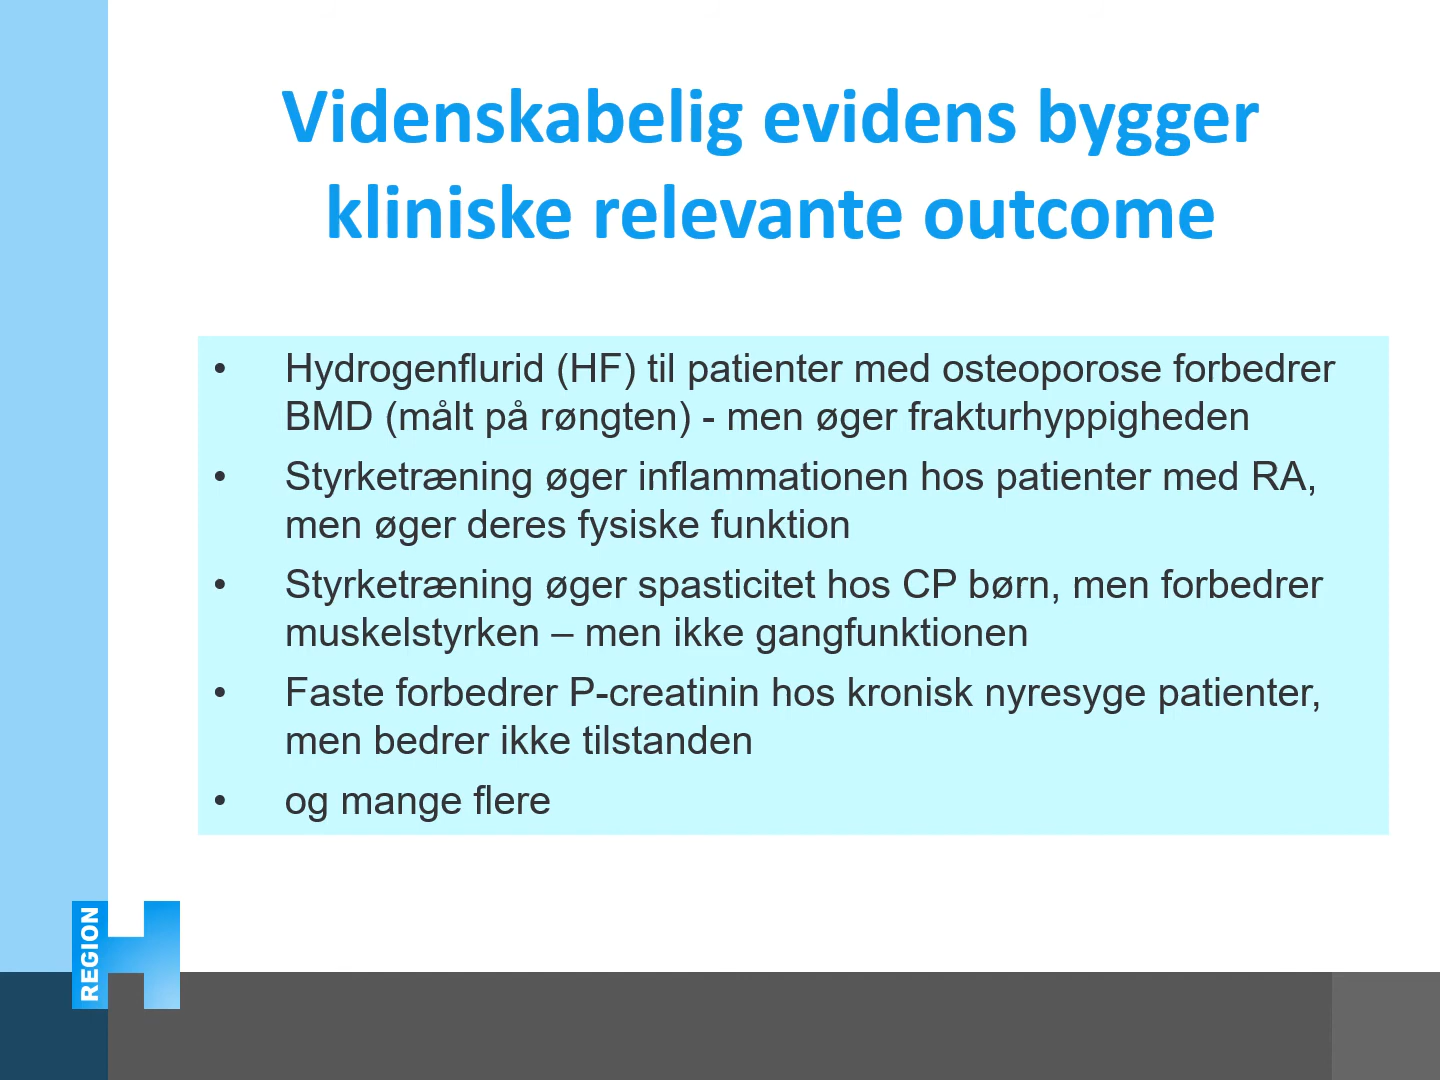 Videnskabelig evidens bygger
kliniske relevante outcome
• Hydrogenflurid (HF) til patienter med osteoporose forbedrer
BMD (målt på røngten) - men øger frakturhyppigheden
• Styrketræning øger inflammationen hos patienter med RA,
men øger deres fysiske funktion
• Styrketræning øger spasticitet hos CP børn, men forbedrer
muskelstyrken – men ikke gangfunktionen
• Faste forbedrer P-creatinin hos kronisk nyresyge patienter,
men bedrer ikke tilstanden
• og mange flere
REGION